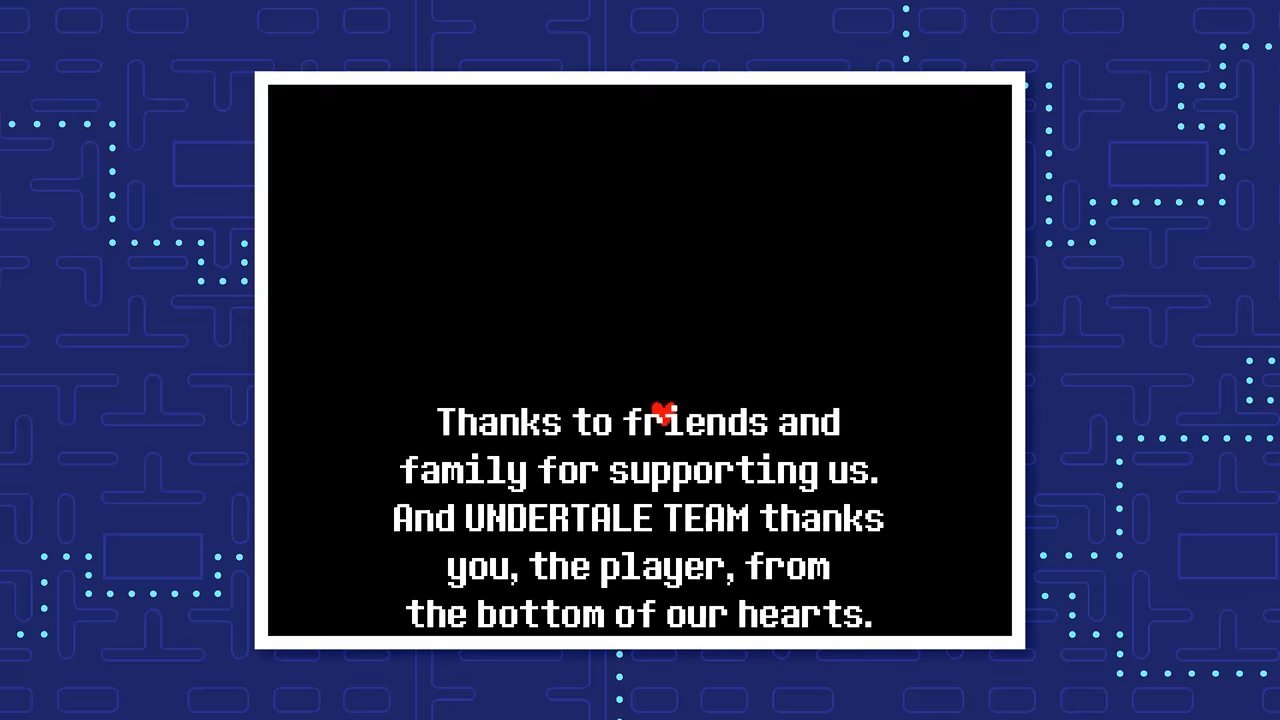 Thanks to friends and
family for supporting us.
And UNDERTALE TEAM thanks
you, the player, from
the bottom of our hearts.